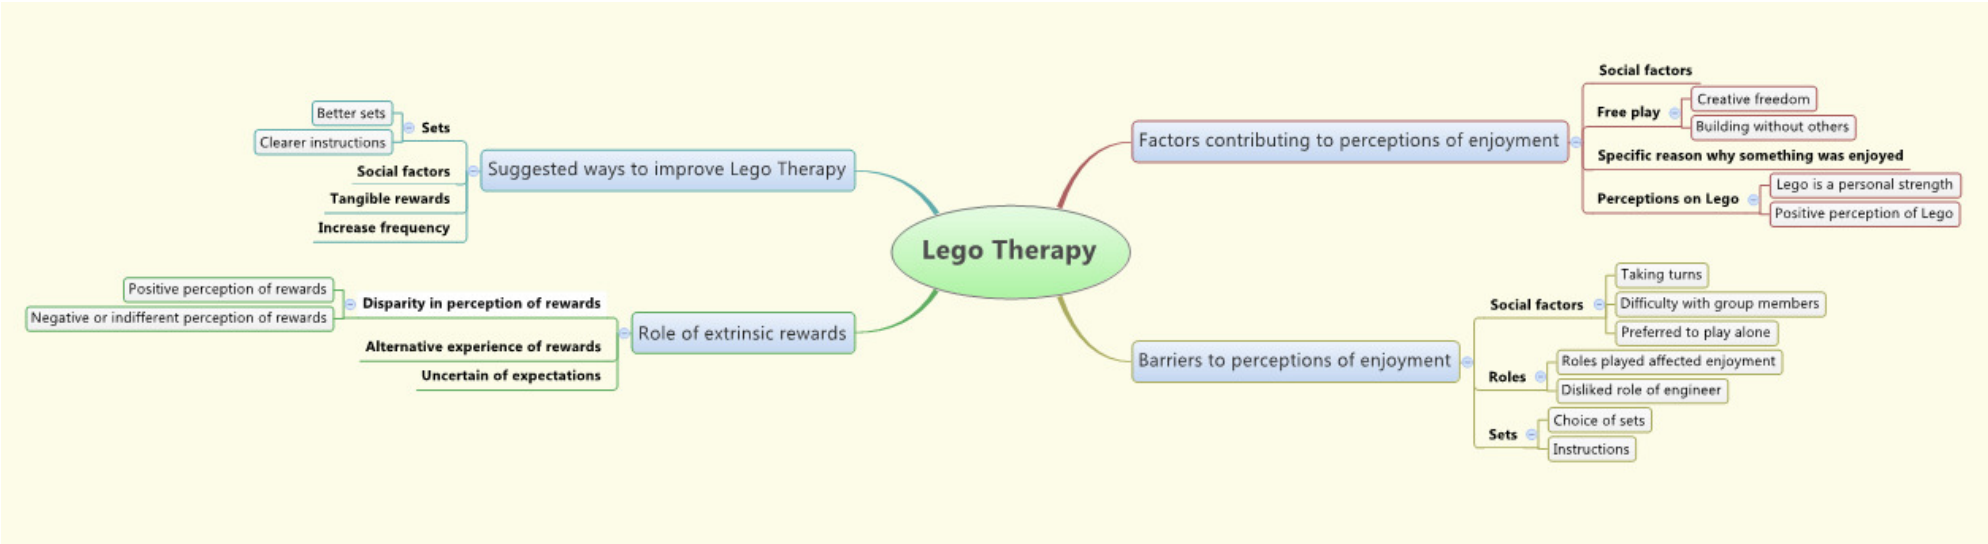 Lego Therapy
Factors contributing to perceptions of enjoyment
Social factors
Free play
Creative freedom
Building without others
Specific reason why something was enjoyed
Perceptions on Lego
Lego is a personal strength
Positive perception of Lego
Barriers to perceptions of enjoyment
Social factors
Taking turns
Difficulty with group members
Preferred to play alone
Roles
Roles played affected enjoyment
Disliked role of engineer
Sets
Choice of sets
Instructions
Suggested ways to improve Lego Therapy
Sets
Better sets
Clearer instructions
Social factors
Tangible rewards
Increase frequency
Role of extrinsic rewards
Disparity in perception of rewards
Positive perception of rewards
Negative or indifferent perception of rewards
Alternative experience of rewards
Uncertain of expectations